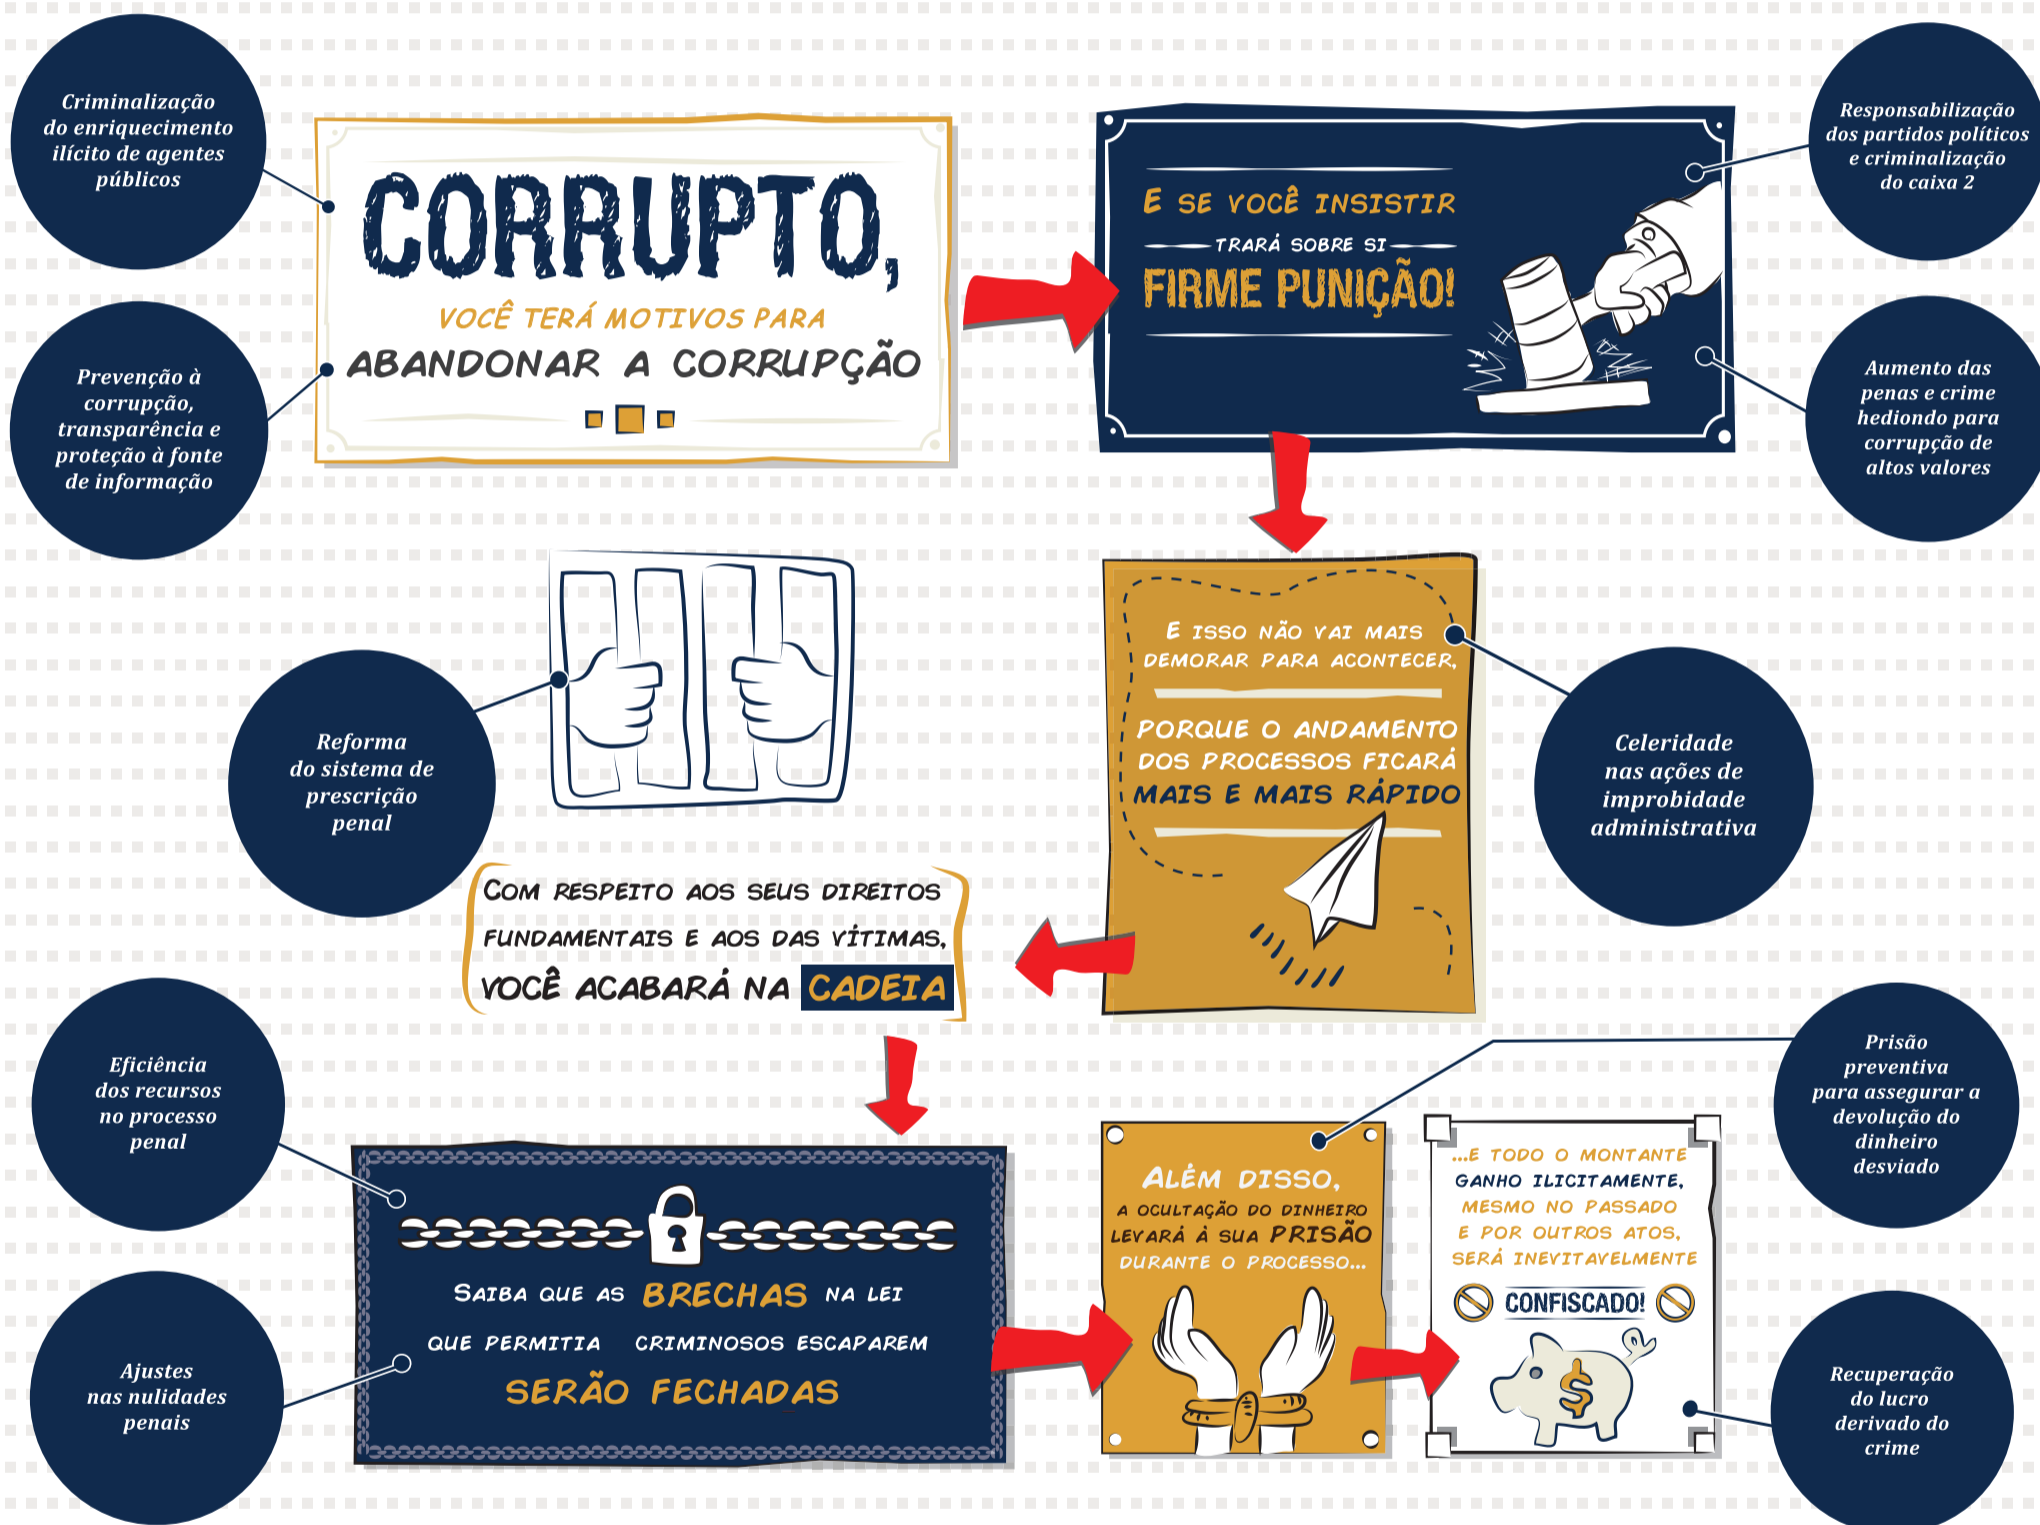 Criminalização
do enriquecimento
ilícito de agentes
públicos
Prevenção à
corrupção,
transparência e
proteção à fonte
de informação
CORRUPTO,
VOCÊ TERÁ MOTIVOS PARA
ABANDONAR A CORRUPÇÃO
E SE VOCÊ INSISTIR
TRARÁ SOBRE SI
FIRME PUNIÇÃO!
Responsabilização
dos partidos políticos
e criminalização
do caixa 2
Aumento das
penas e crime
hediondo para
corrupção de
altos valores
E ISSO NÃO VAI MAIS
DEMORAR PARA ACONTECER,
PORQUE O ANDAMENTO
DOS PROCESSOS FICARÁ
MAIS E MAIS RÁPIDO
Celeridade
nas ações de
improbidade
administrativa
Reforma
do sistema de
prescrição
penal
COM RESPEITO AOS SEUS DIREITOS
FUNDAMENTAIS E AOS DAS VÍTIMAS,
VOCÊ ACABARÁ NA CADEIA
Eficiência
dos recursos
no processo
penal
Ajustes
nas nulidades
penais
SAIBA QUE AS BRECHAS NA LEI
QUE PERMITIA CRIMINOSOS ESCAPAREM
SERÃO FECHADAS
ALÉM DISSO,
A OCULTAÇÃO DO DINHEIRO
LEVARÁ À SUA PRISÃO
DURANTE O PROCESSO...
Prisão
preventiva
para assegurar a
devolução do
dinheiro
desviado
...E TODO O MONTANTE
GANHO ILICITAMENTE,
MESMO NO PASSADO
E POR OUTROS ATOS,
SERÁ INEVITAVELMENTE
CONFISCADO!
$
Recuperação
do lucro
derivado do
crime